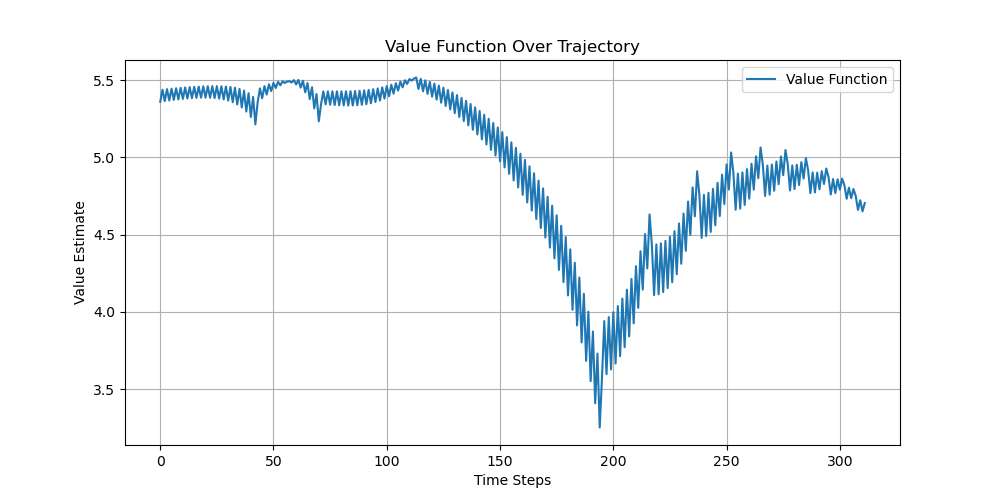 Value Function Over Trajectory
Value Function
Value Estimate
5.5
5.0
4.5
4.0
3.5
0 50 100 150 200 250 300
Time Steps